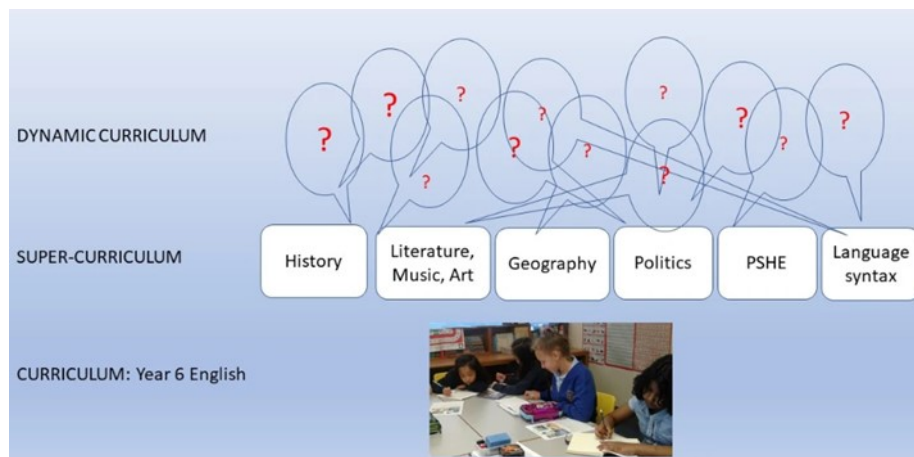 ? ? ? ? ? ? ? ? ? ? ? ?
DYNAMIC CURRICULUM
SUPER-CURRICULUM
History
Literature,
Music, Art
Geography
Politics
PSHE
Language
syntax
CURRICULUM: Year 6 English